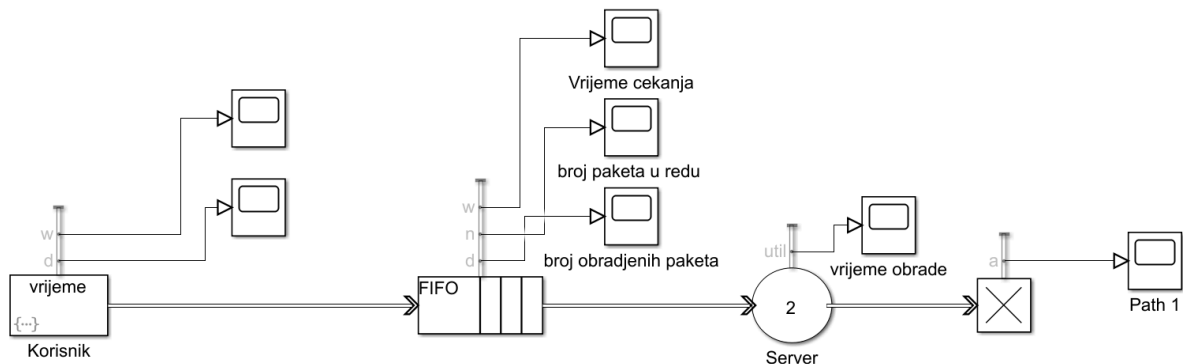 w
d
vrijeme
{...}
Korisnik
Vrijeme cekanja
broj paketa u redu
broj obradjenih paketa
w
n
d
FIFO
util
vrijeme obrade
2
Server
a
Path 1